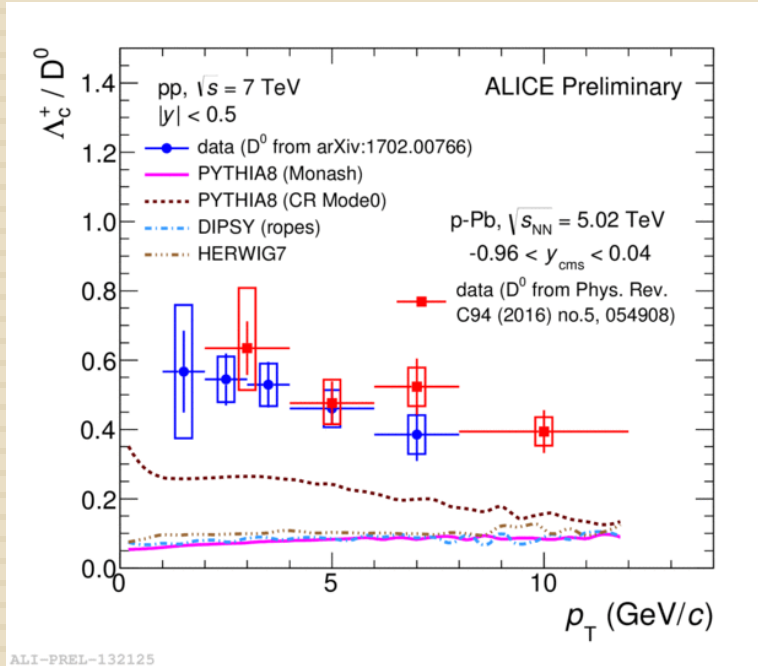 Λc+ / D0
pp, √s = 7 TeV
|y| < 0.5
ALICE Preliminary
data (D0 from arXiv:1702.00766)
PYTHIA8 (Monash)
PYTHIA8 (CR Mode0)
DIPSY (ropes)
HERWIG7
p-Pb, √sNN = 5.02 TeV
-0.96 < ycms < 0.04
data (D0 from Phys. Rev.
C94 (2016) no.5, 054908)
1.4
1.2
1.0
0.8
0.6
0.4
0.2
0.0
0 5 10
pT (GeV/c)
ALI-PREL-132125